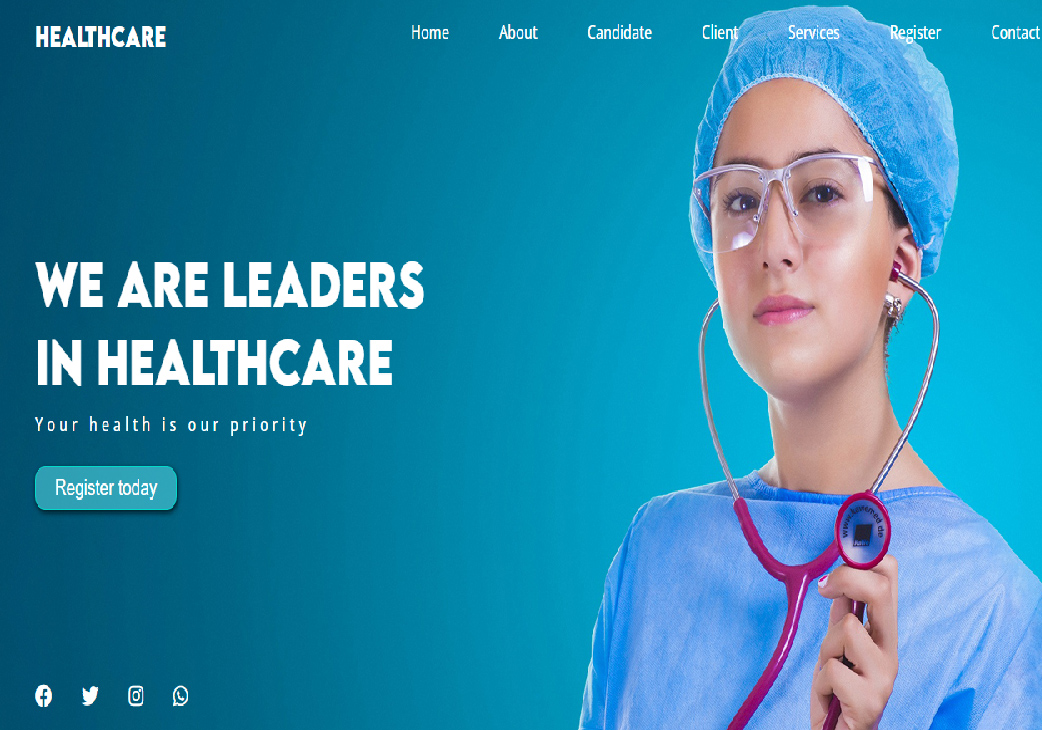 HEALTHCARE
Home About Candidate Client Services Register Contact
WE ARE LEADERS
IN HEALTHCARE
Your health is our priority
Register today